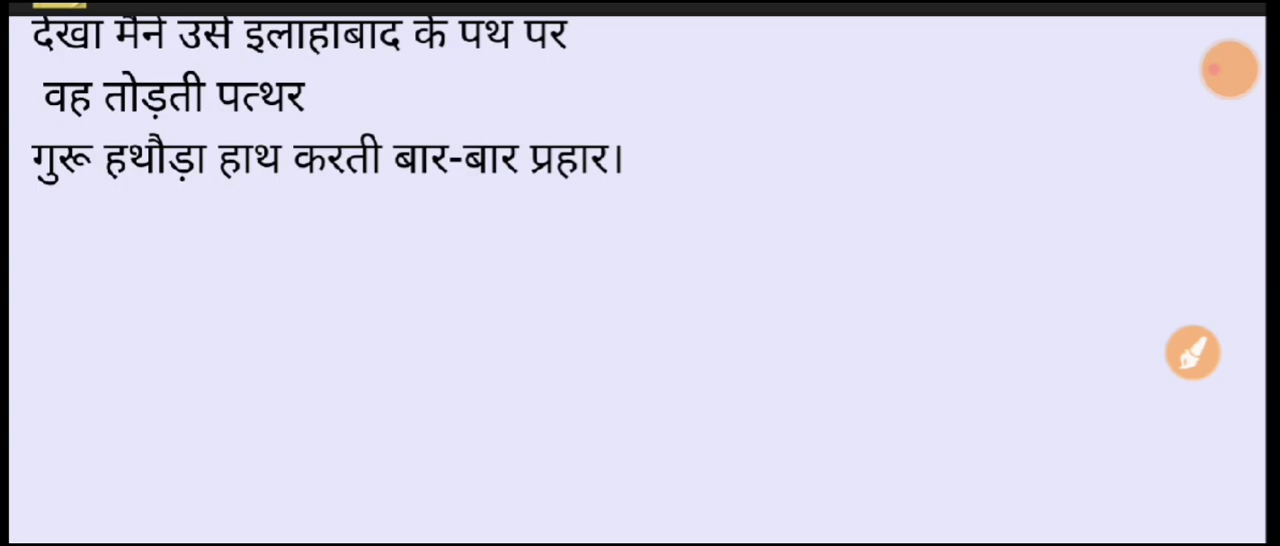 देखा मैने उसे इलाहाबाद के पथ पर
वह तोड़ती पत्थर
गुरू हथौड़ा हाथ करती बार-बार प्रहार।